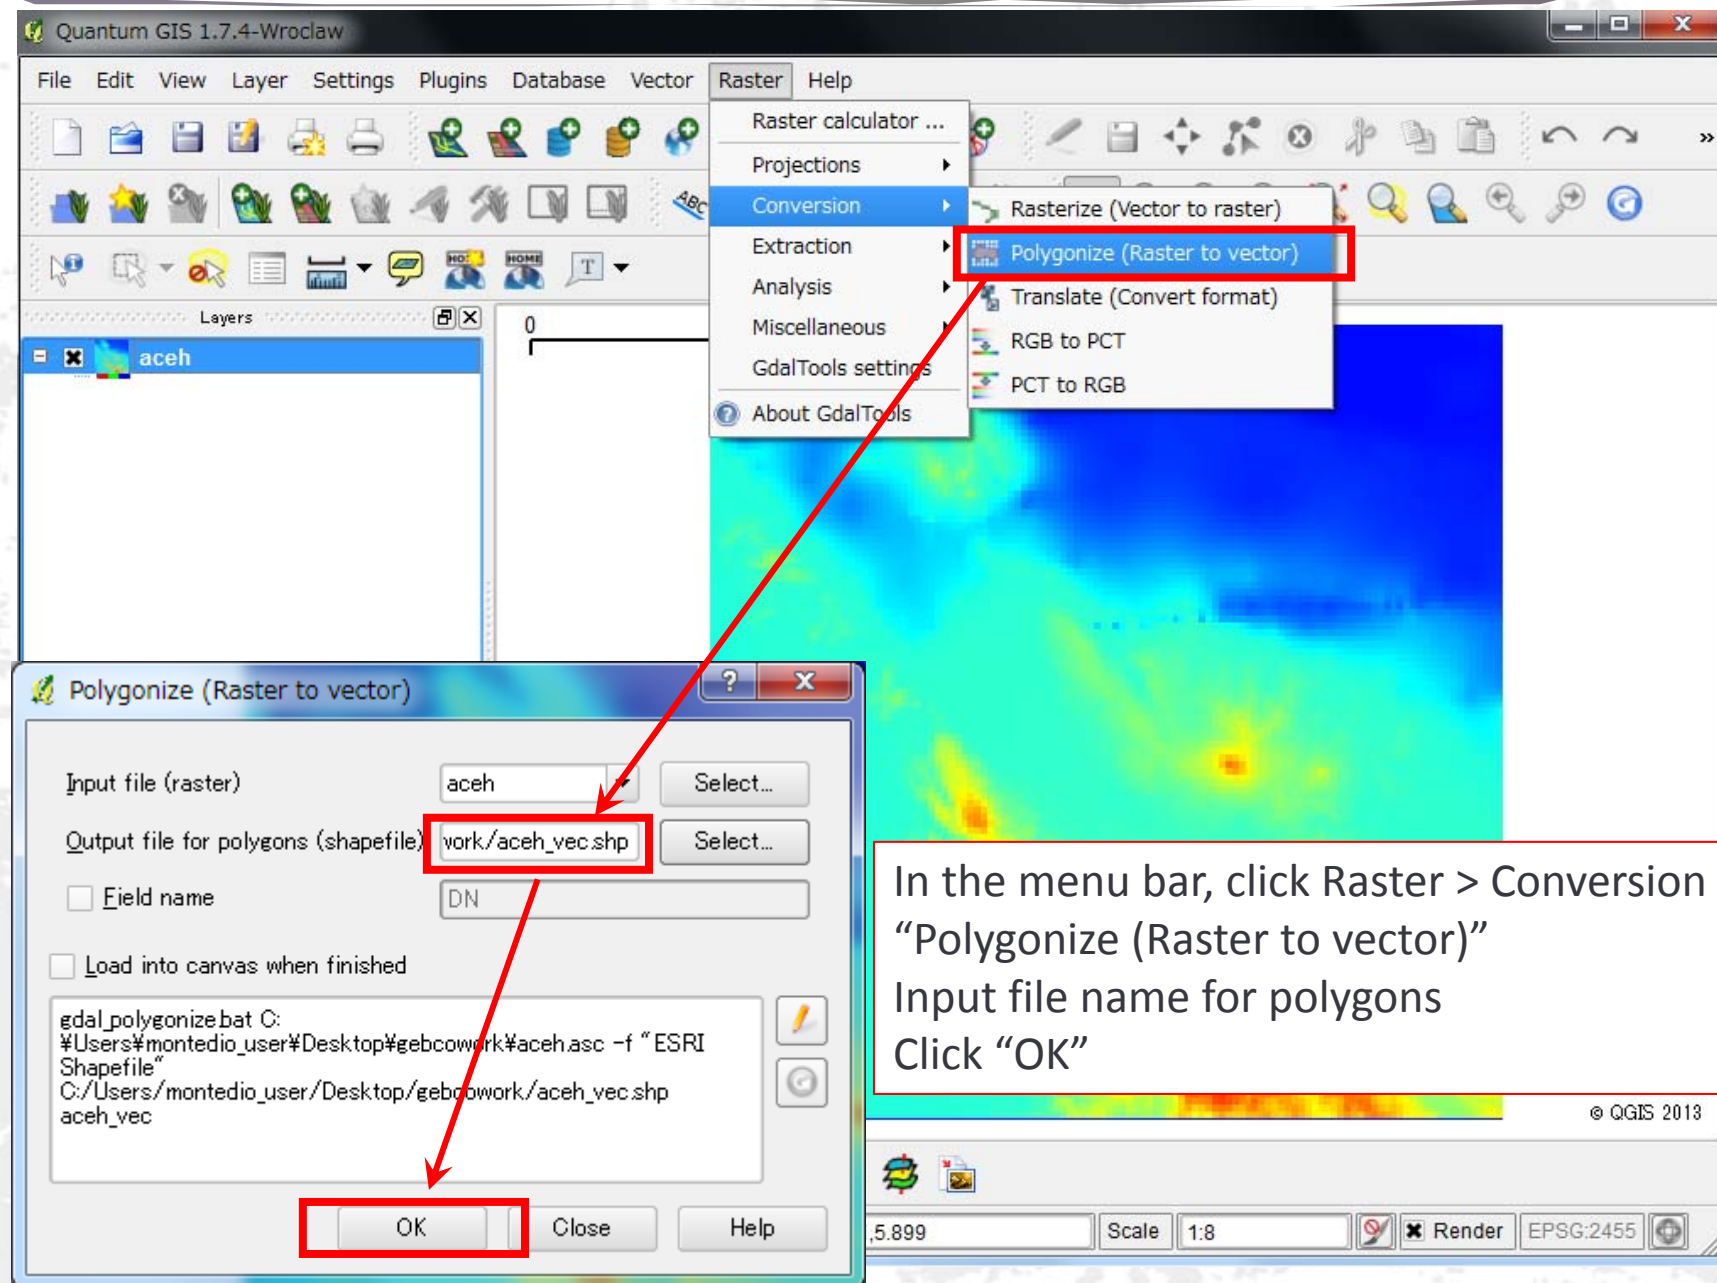 Quantum GIS 1.7.4-Wroclaw
File Edit View Layer Settings Plugins Database Vector Raster Help
Raster calculator ...
Projections
Conversion
Extraction
Analysis
Miscellaneous
GdalTools settings
About GdalTools
Rasterize (Vector to raster)
Polygonize (Raster to vector)
Translate (Convert format)
RGB to PCT
PCT to RGB
ABC
HOME
T
Layers
aceh
0
Polygonize (Raster to vector)
Input file (raster) aceh Select...
Output file for polygons (shapefile) work/aceh_vec.shp Select...
Field name DN
Load into canvas when finished
gdal_polygonize.bat C:
¥Users¥montedio_user¥Desktop¥gebcowork¥aceh.asc -f "ESRI
Shapefile"
C:/Users/montedio_user/Desktop/gebcowork/aceh_vec.shp
aceh_vec
OK Close Help
In the menu bar, click Raster > Conversion
“Polygonize (Raster to vector)”
Input file name for polygons
Click “OK”
© QGIS 2013
,5.899 Scale 1:8 Render EPSG:2455